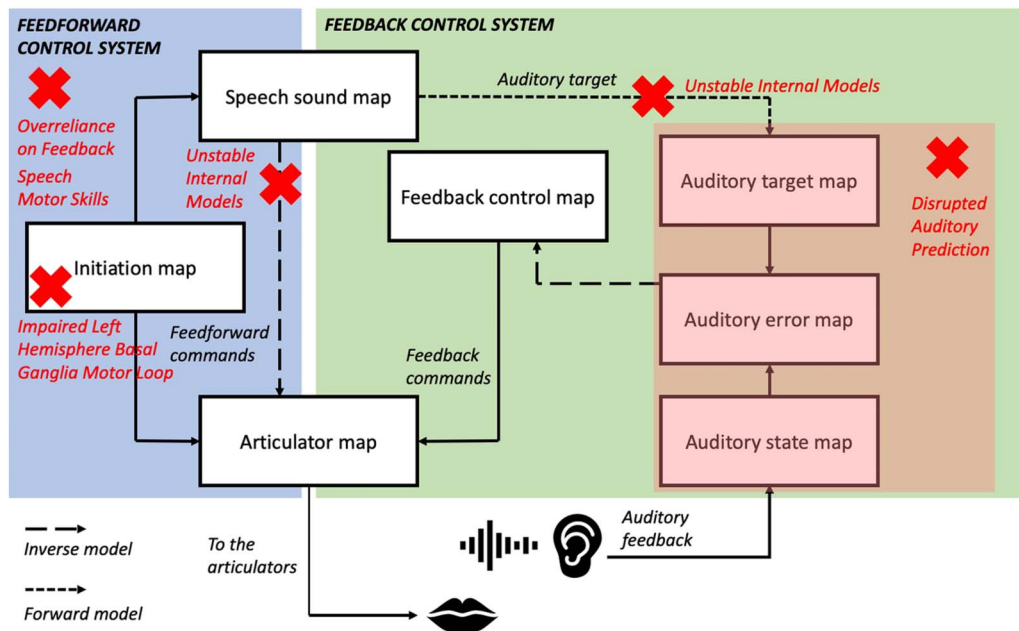 FEEDFORWARD
CONTROL SYSTEM
FEEDBACK CONTROL SYSTEM
Speech sound map
Auditory target
Unstable Internal Models
Overreliance
on Feedback
Speech
Motor Skills
Unstable
Internal
Models
Feedback control map
Auditory target map
Disrupted
Auditory
Prediction
Initiation map
Impaired Left
Hemisphere Basal
Ganglia Motor Loop
Feedforward
commands
Feedback
commands
Auditory error map
Articulator map
Auditory state map
Inverse model
Forward model
To the
articulators
Auditory
feedback